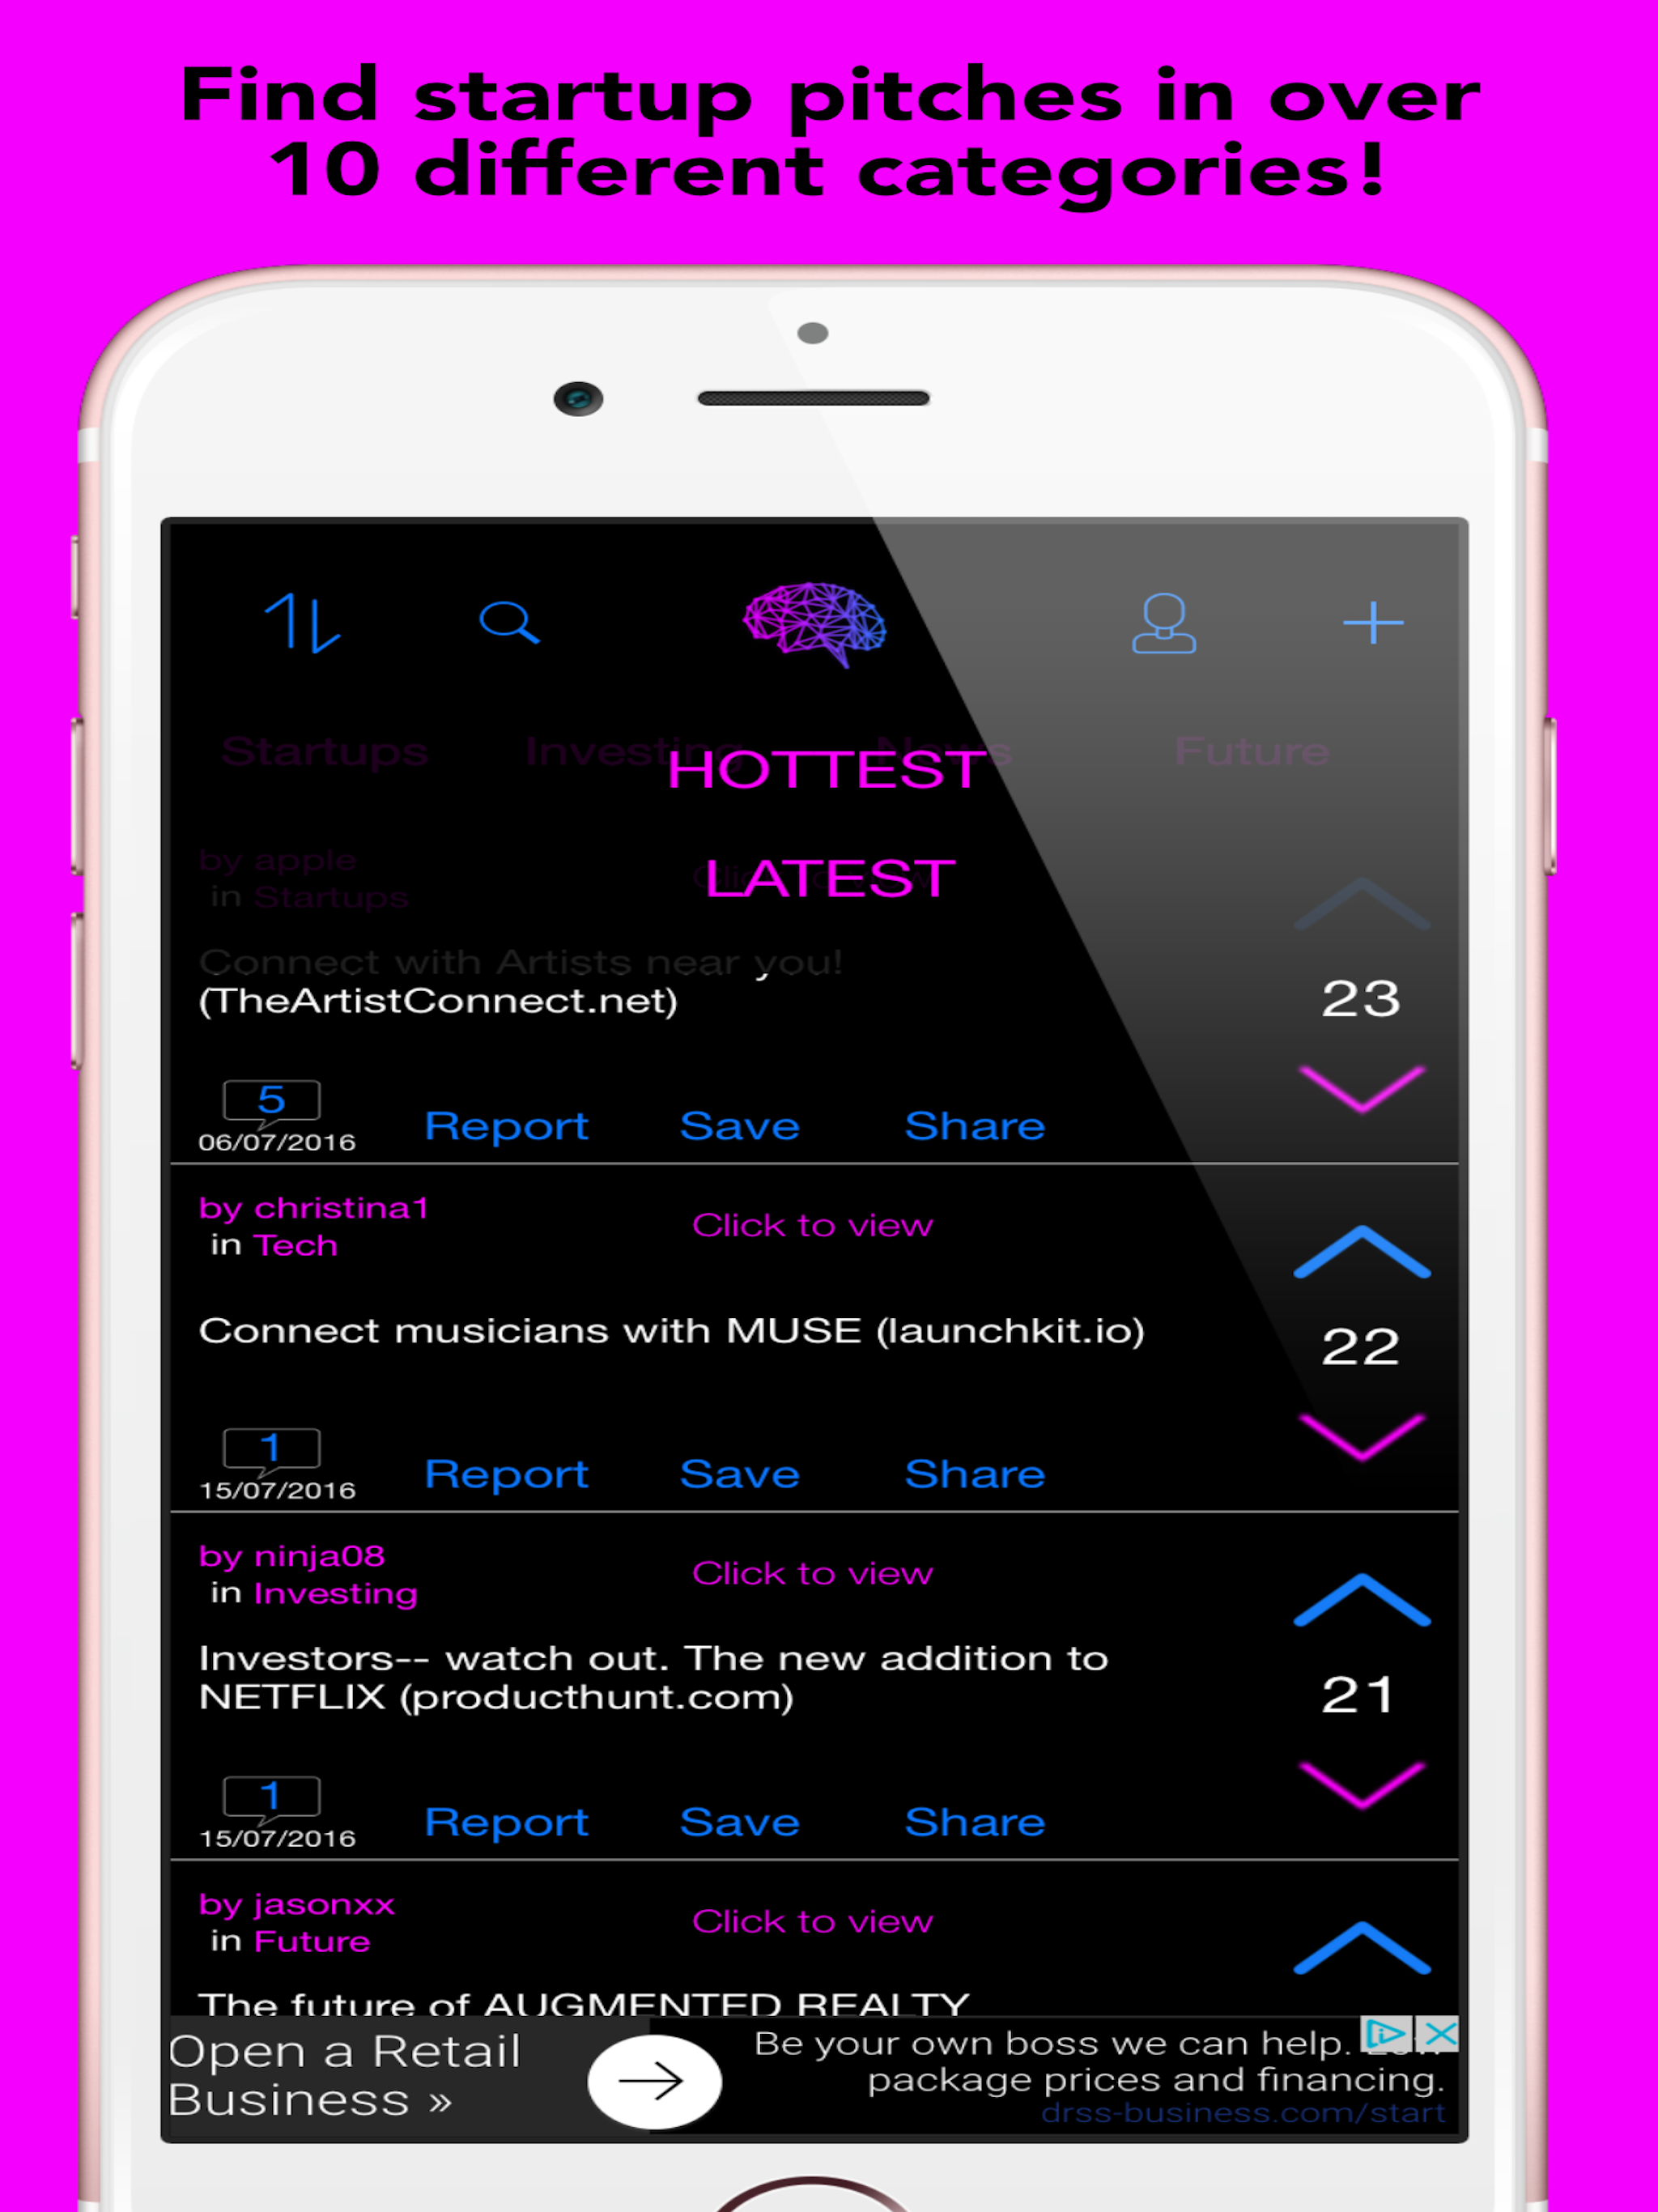 Find startup pitches in over
10 different categories!
Startups Investing News Future
HOTTEST
by apple
LATEST
in Startups
Connect with Artists near you!
(TheArtistConnect.net)
23
5
06/07/2016 Report Save Share
by christina1 Click to view
in Tech
Connect musicians with MUSE (launchkit.io)
22
1
15/07/2016 Report Save Share
by ninja08 Click to view
in Investing
Investors-- watch out. The new addition to
NETFLIX (producthunt.com)
21
1
15/07/2016 Report Save Share
by jasonxx Click to view
in Future
The future of AUGMENTED REALTY
Open a Retail
Business »
Be your own boss we can help.
package prices and financing.
drss-business.com/start